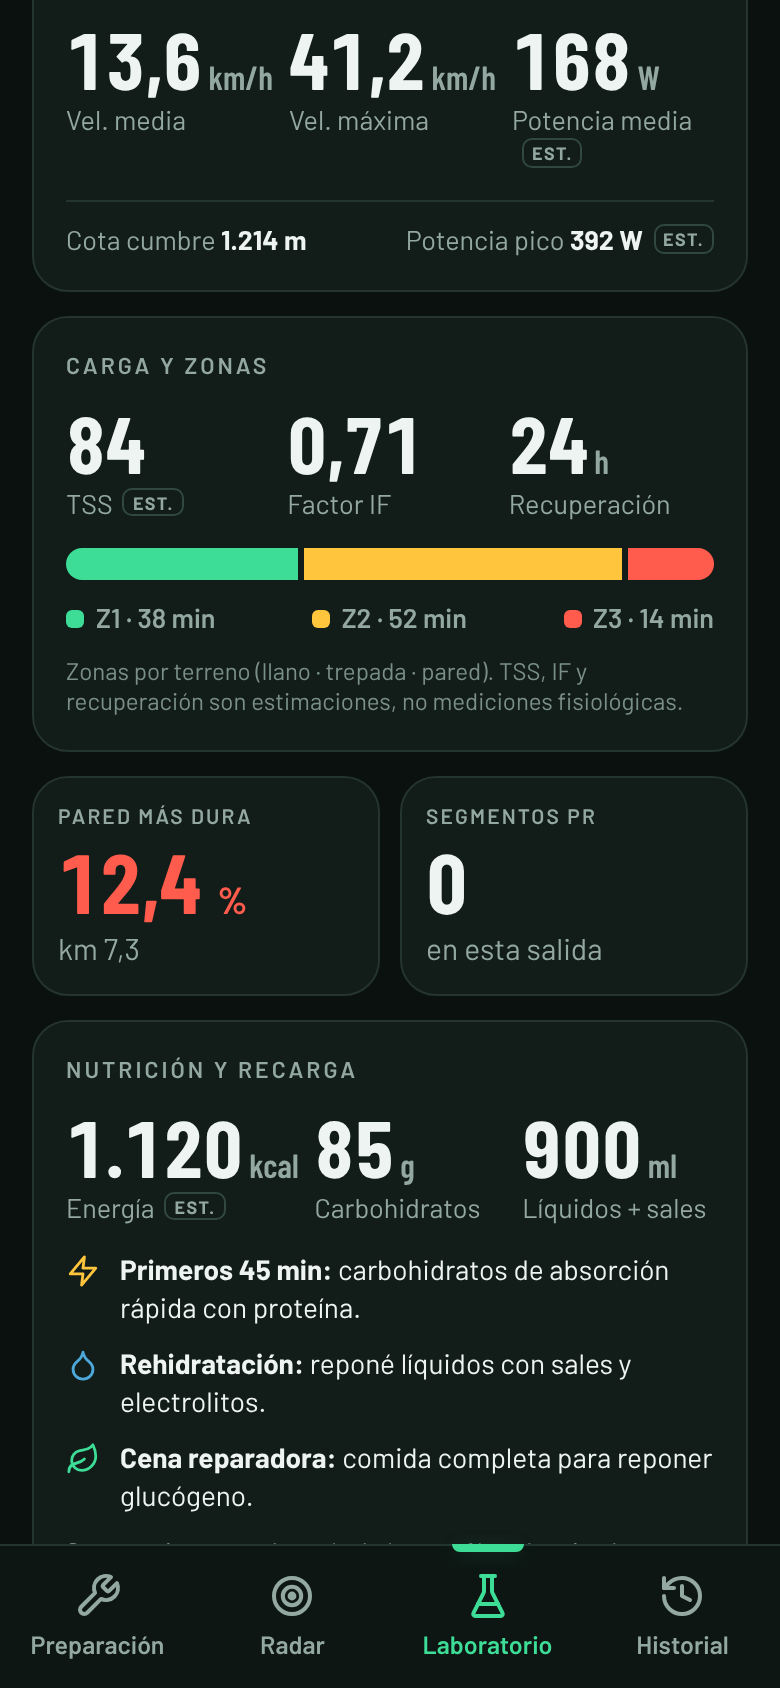 13,6 km/h 41,2 km/h 168 W
Vel. media Vel. máxima Potencia media
EST.
Cota cumbre 1.214 m Potencia pico 392 W EST.
CARGA Y ZONAS
84 0,71 24 h
TSS EST. Factor IF Recuperación
Z1 · 38 min Z2 · 52 min Z3 · 14 min
Zonas por terreno (llano · trepada · pared). TSS, IF y
recuperación son estimaciones, no mediciones fisiológicas.
PARED MÁS DURA SEGMENTOS PR
12,4 % 0
km 7,3 en esta salida
NUTRICIÓN Y RECARGA
1.120 kcal 85 g 900 ml
Energía EST. Carbohidratos Líquidos + sales
Primeros 45 min: carbohidratos de absorción
rápida con proteína.
Rehidratación: reponé líquidos con sales y
electrolitos.
Cena reparadora: comida completa para reponer
glucógeno.
Preparación Radar Laboratorio Historial